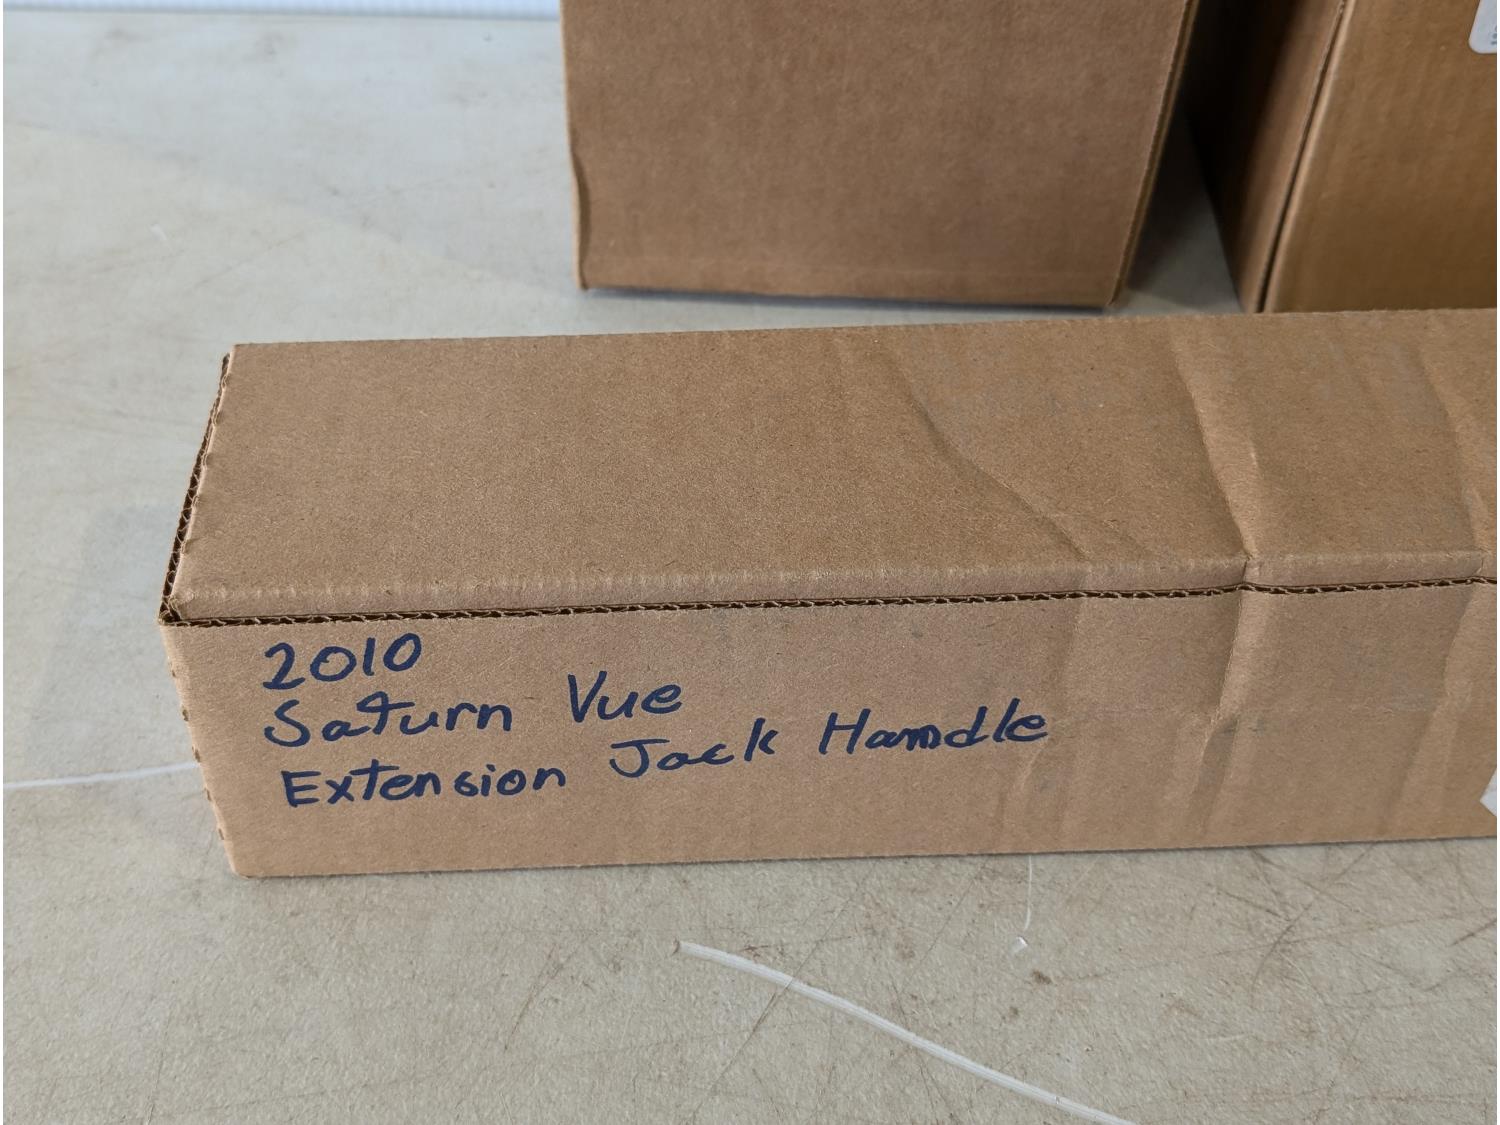 2010
Saturn Vue
Extension Jack Handle